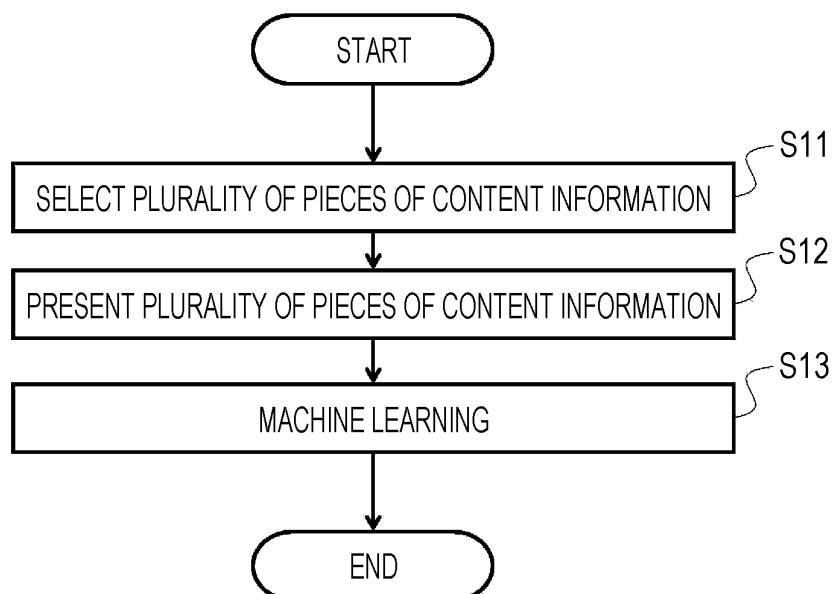 START
S11
SELECT PLURALITY OF PIECES OF CONTENT INFORMATION
S12
PRESENT PLURALITY OF PIECES OF CONTENT INFORMATION
S13
MACHINE LEARNING
END